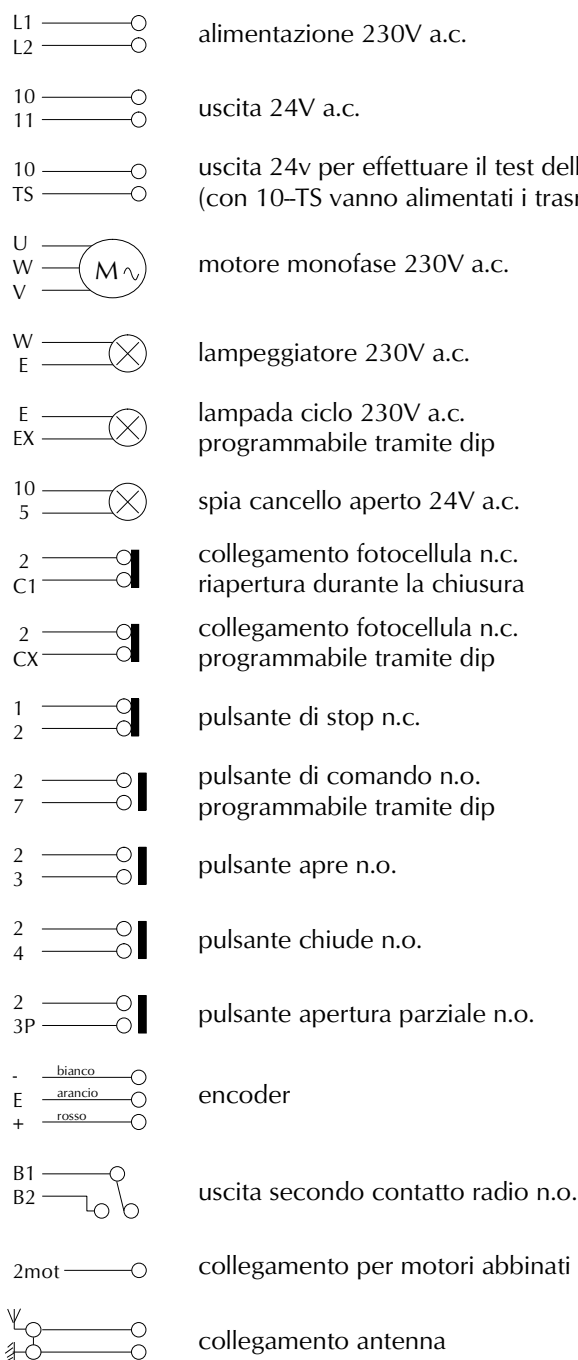 L1
L2
alimentazione 230V a.c.
10
11
uscita 24V a.c.
10
TS
uscita 24v per effettuare il test
(con 10-TS vanno alimentati i
U
W
V
M
motore monofase 230V a.c.
W
E
lampeggiatore 230V a.c.
E
EX
lampada ciclo 230V a.c.
programmabile tramite dip
10
5
spia cancello aperto 24V a.c.
2
C1
collegamento fotocellula n.c.
riapertura durante la chiusura
2
CX
collegamento fotocellula n.c.
programmabile tramite dip
1
2
pulsante di stop n.c.
2
7
pulsante di comando n.o.
programmabile tramite dip
2
3
pulsante apre n.o.
2
4
pulsante chiude n.o.
2
3P
pulsante apertura parziale n.o.
- bianco
E arancio
+ rosso
encoder
B1
B2
uscita secondo contatto radio n.o.
2mot
collegamento per motori abbinati
collegamento antenna